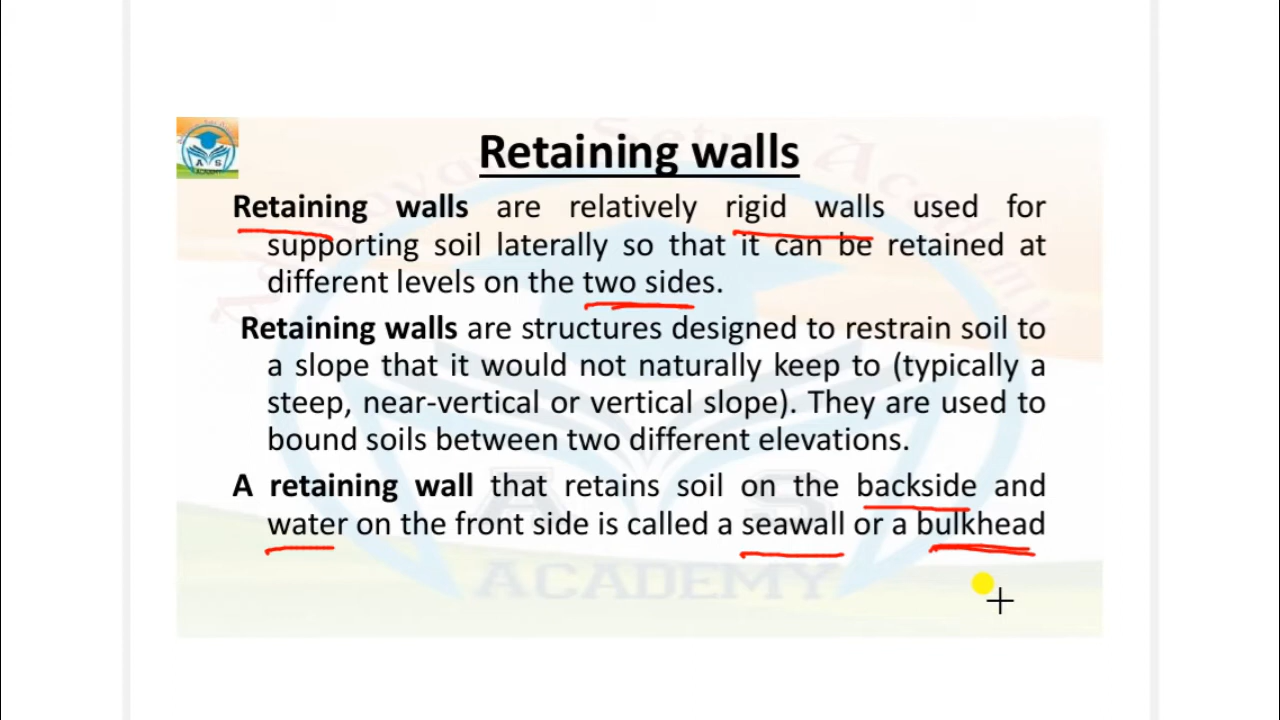 Retaining walls
Retaining walls are relatively rigid walls used for
supporting soil laterally so that it can be retained at
different levels on the two sides.
Retaining walls are structures designed to restrain soil to
a slope that it would not naturally keep to (typically a
steep, near-vertical or vertical slope). They are used to
bound soils between two different elevations.
A retaining wall that retains soil on the backside and
water on the front side is called a seawall or a bulkhead
A S
ACADEMY